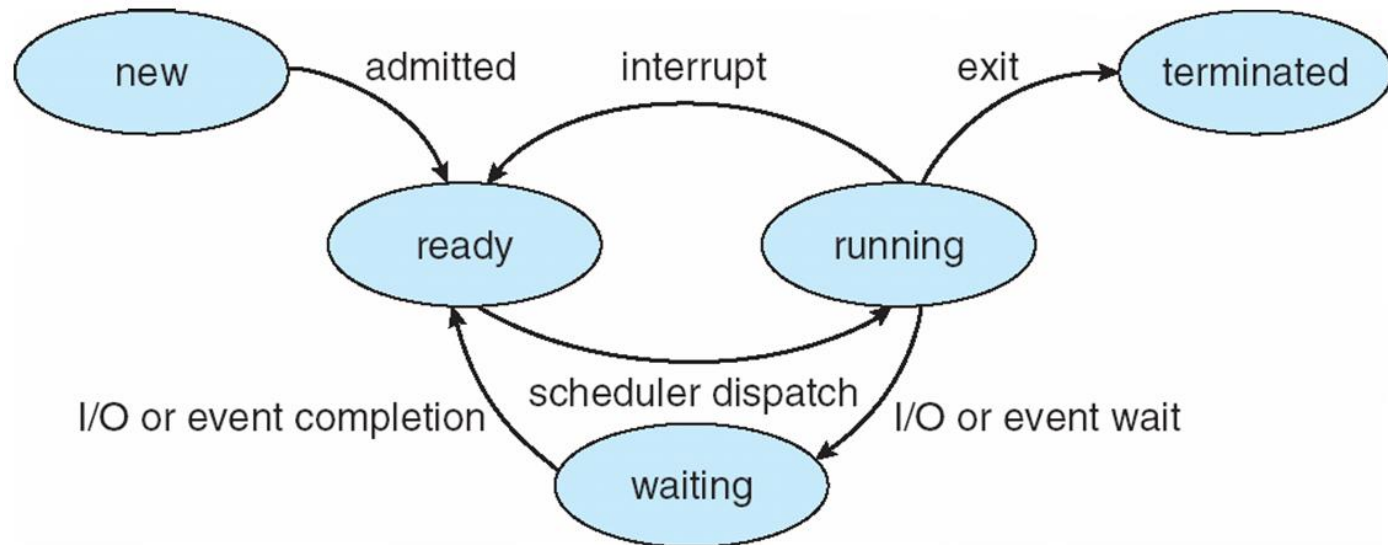 new
admitted
interrupt
exit
terminated
ready
running
scheduler dispatch
I/O or event completion
I/O or event wait
waiting